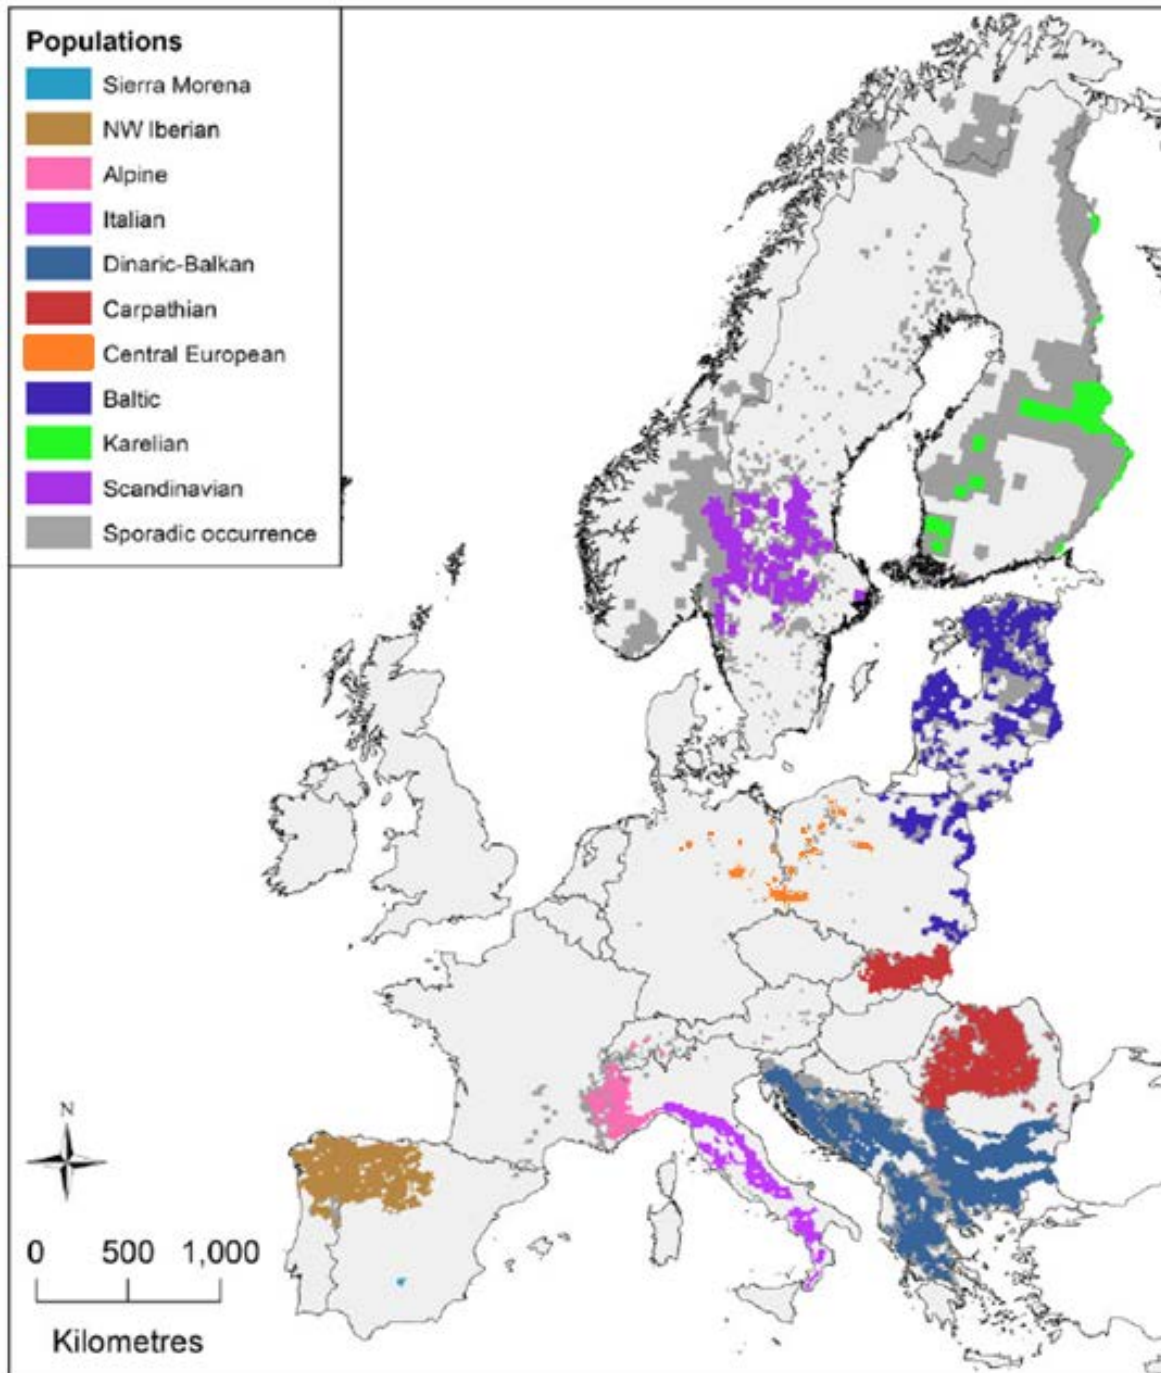 Populations
Sierra Morena
NW Iberian
Alpine
Italian
Dinaric-Balkan
Carpathian
Central European
Baltic
Karelian
Scandinavian
Sporadic occurrence
N
0 500 1,000
Kilometres